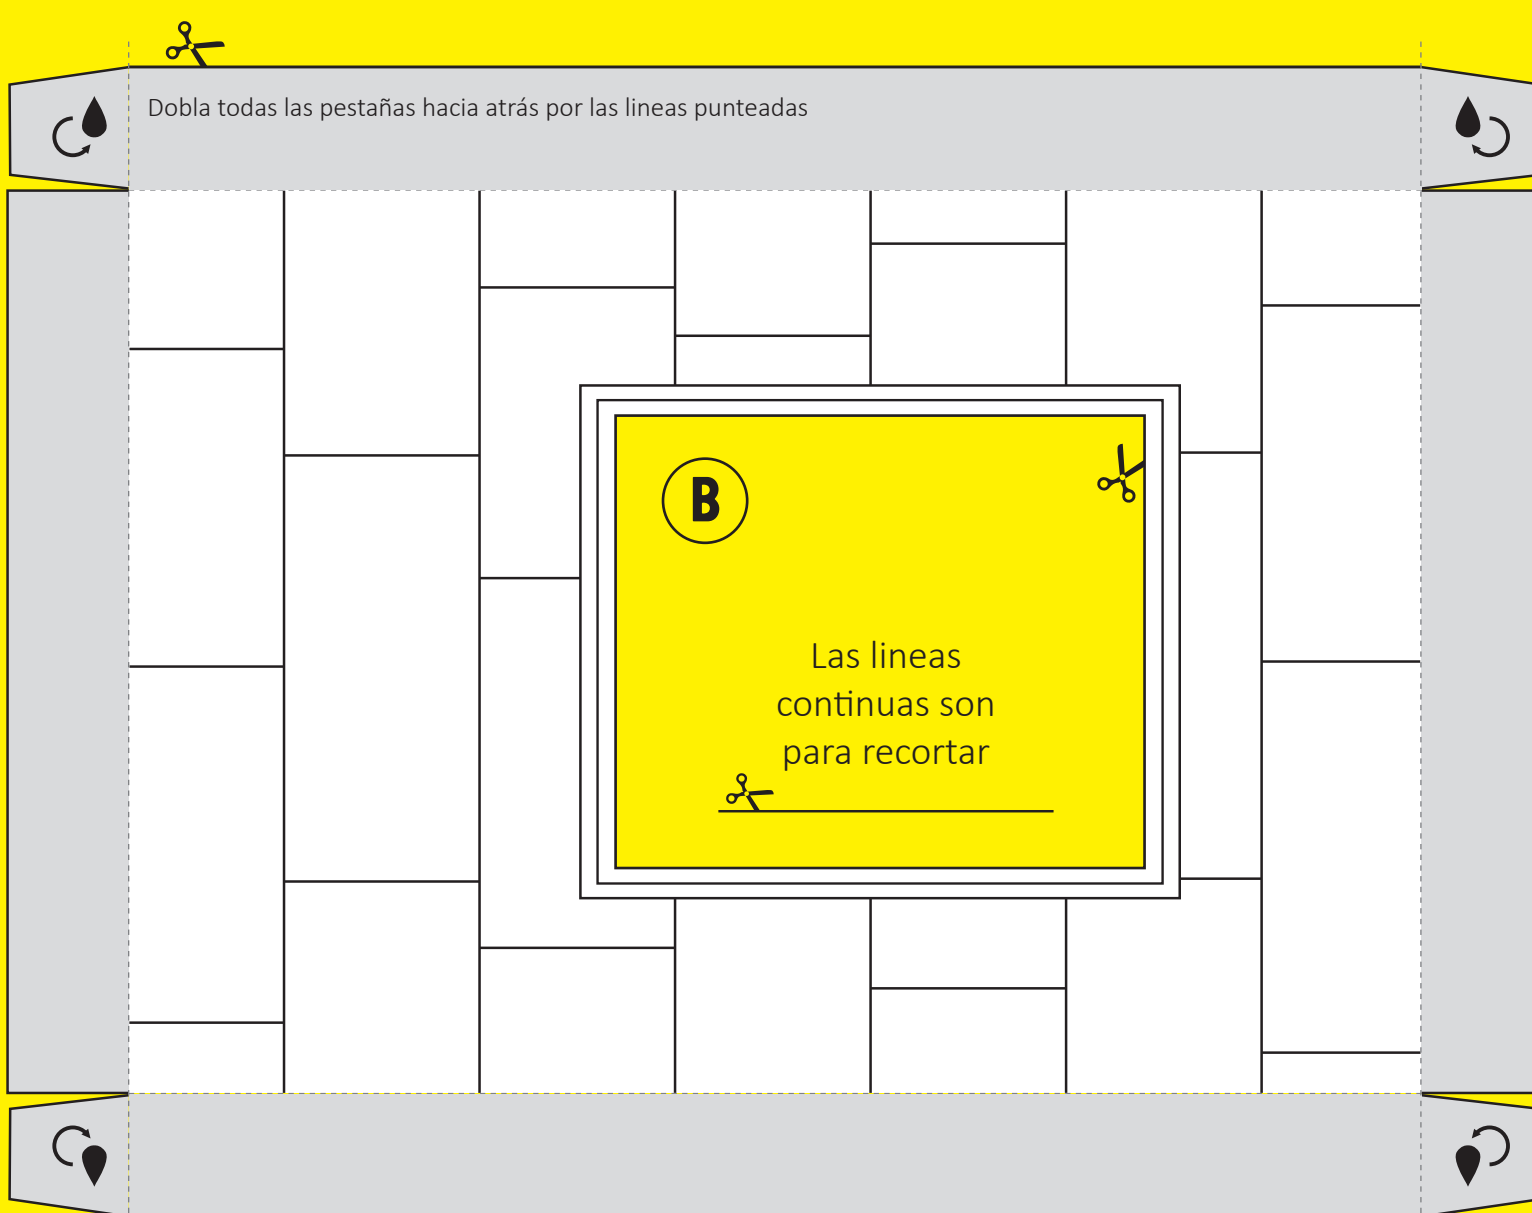 Dobla todas las pestañas hacia atrás por las lineas punteadas
B
Las lineas
continuas son
para recortar